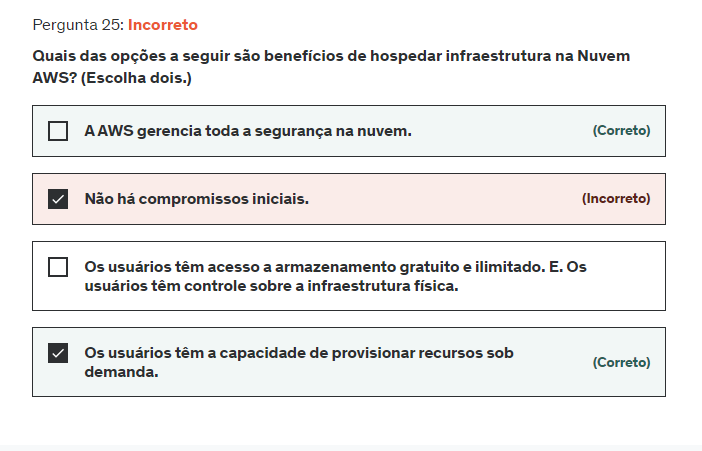 Pergunta 25: Incorreto
Quais das opções a seguir são benefícios de hospedar infraestrutura na Nuvem
AWS? (Escolha dois.)
A AWS gerencia toda a segurança na nuvem. (Correto)
Não há compromissos iniciais. (Incorreto)
Os usuários têm acesso a armazenamento gratuito e ilimitado. E. Os
usuários têm controle sobre a infraestrutura física.
Os usuários têm a capacidade de provisionar recursos sob
demanda. (Correto)